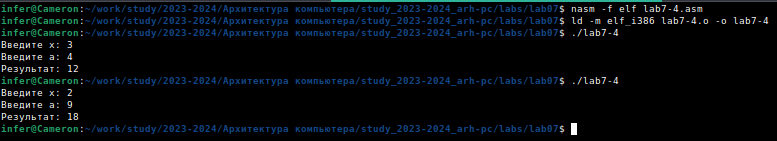 infer@Cameron:~/work/study/2023-2024/Архитектура компьютера/study_2023-2024_arh-pc/labs/lab07$ nasm -f elf lab7-4.asm
infer@Cameron:~/work/study/2023-2024/Архитектура компьютера/study_2023-2024_arh-pc/labs/lab07$ ld -m elf_i386 lab7-4.o -o lab7-4
infer@Cameron:~/work/study/2023-2024/Архитектура компьютера/study_2023-2024_arh-pc/labs/lab07$ ./lab7-4
Введите x: 3
Введите a: 4
Результат: 12
infer@Cameron:~/work/study/2023-2024/Архитектура компьютера/study_2023-2024_arh-pc/labs/lab07$ ./lab7-4
Введите x: 2
Введите a: 9
Результат: 18
infer@Cameron:~/work/study/2023-2024/Архитектура компьютера/study_2023-2024_arh-pc/labs/lab07$